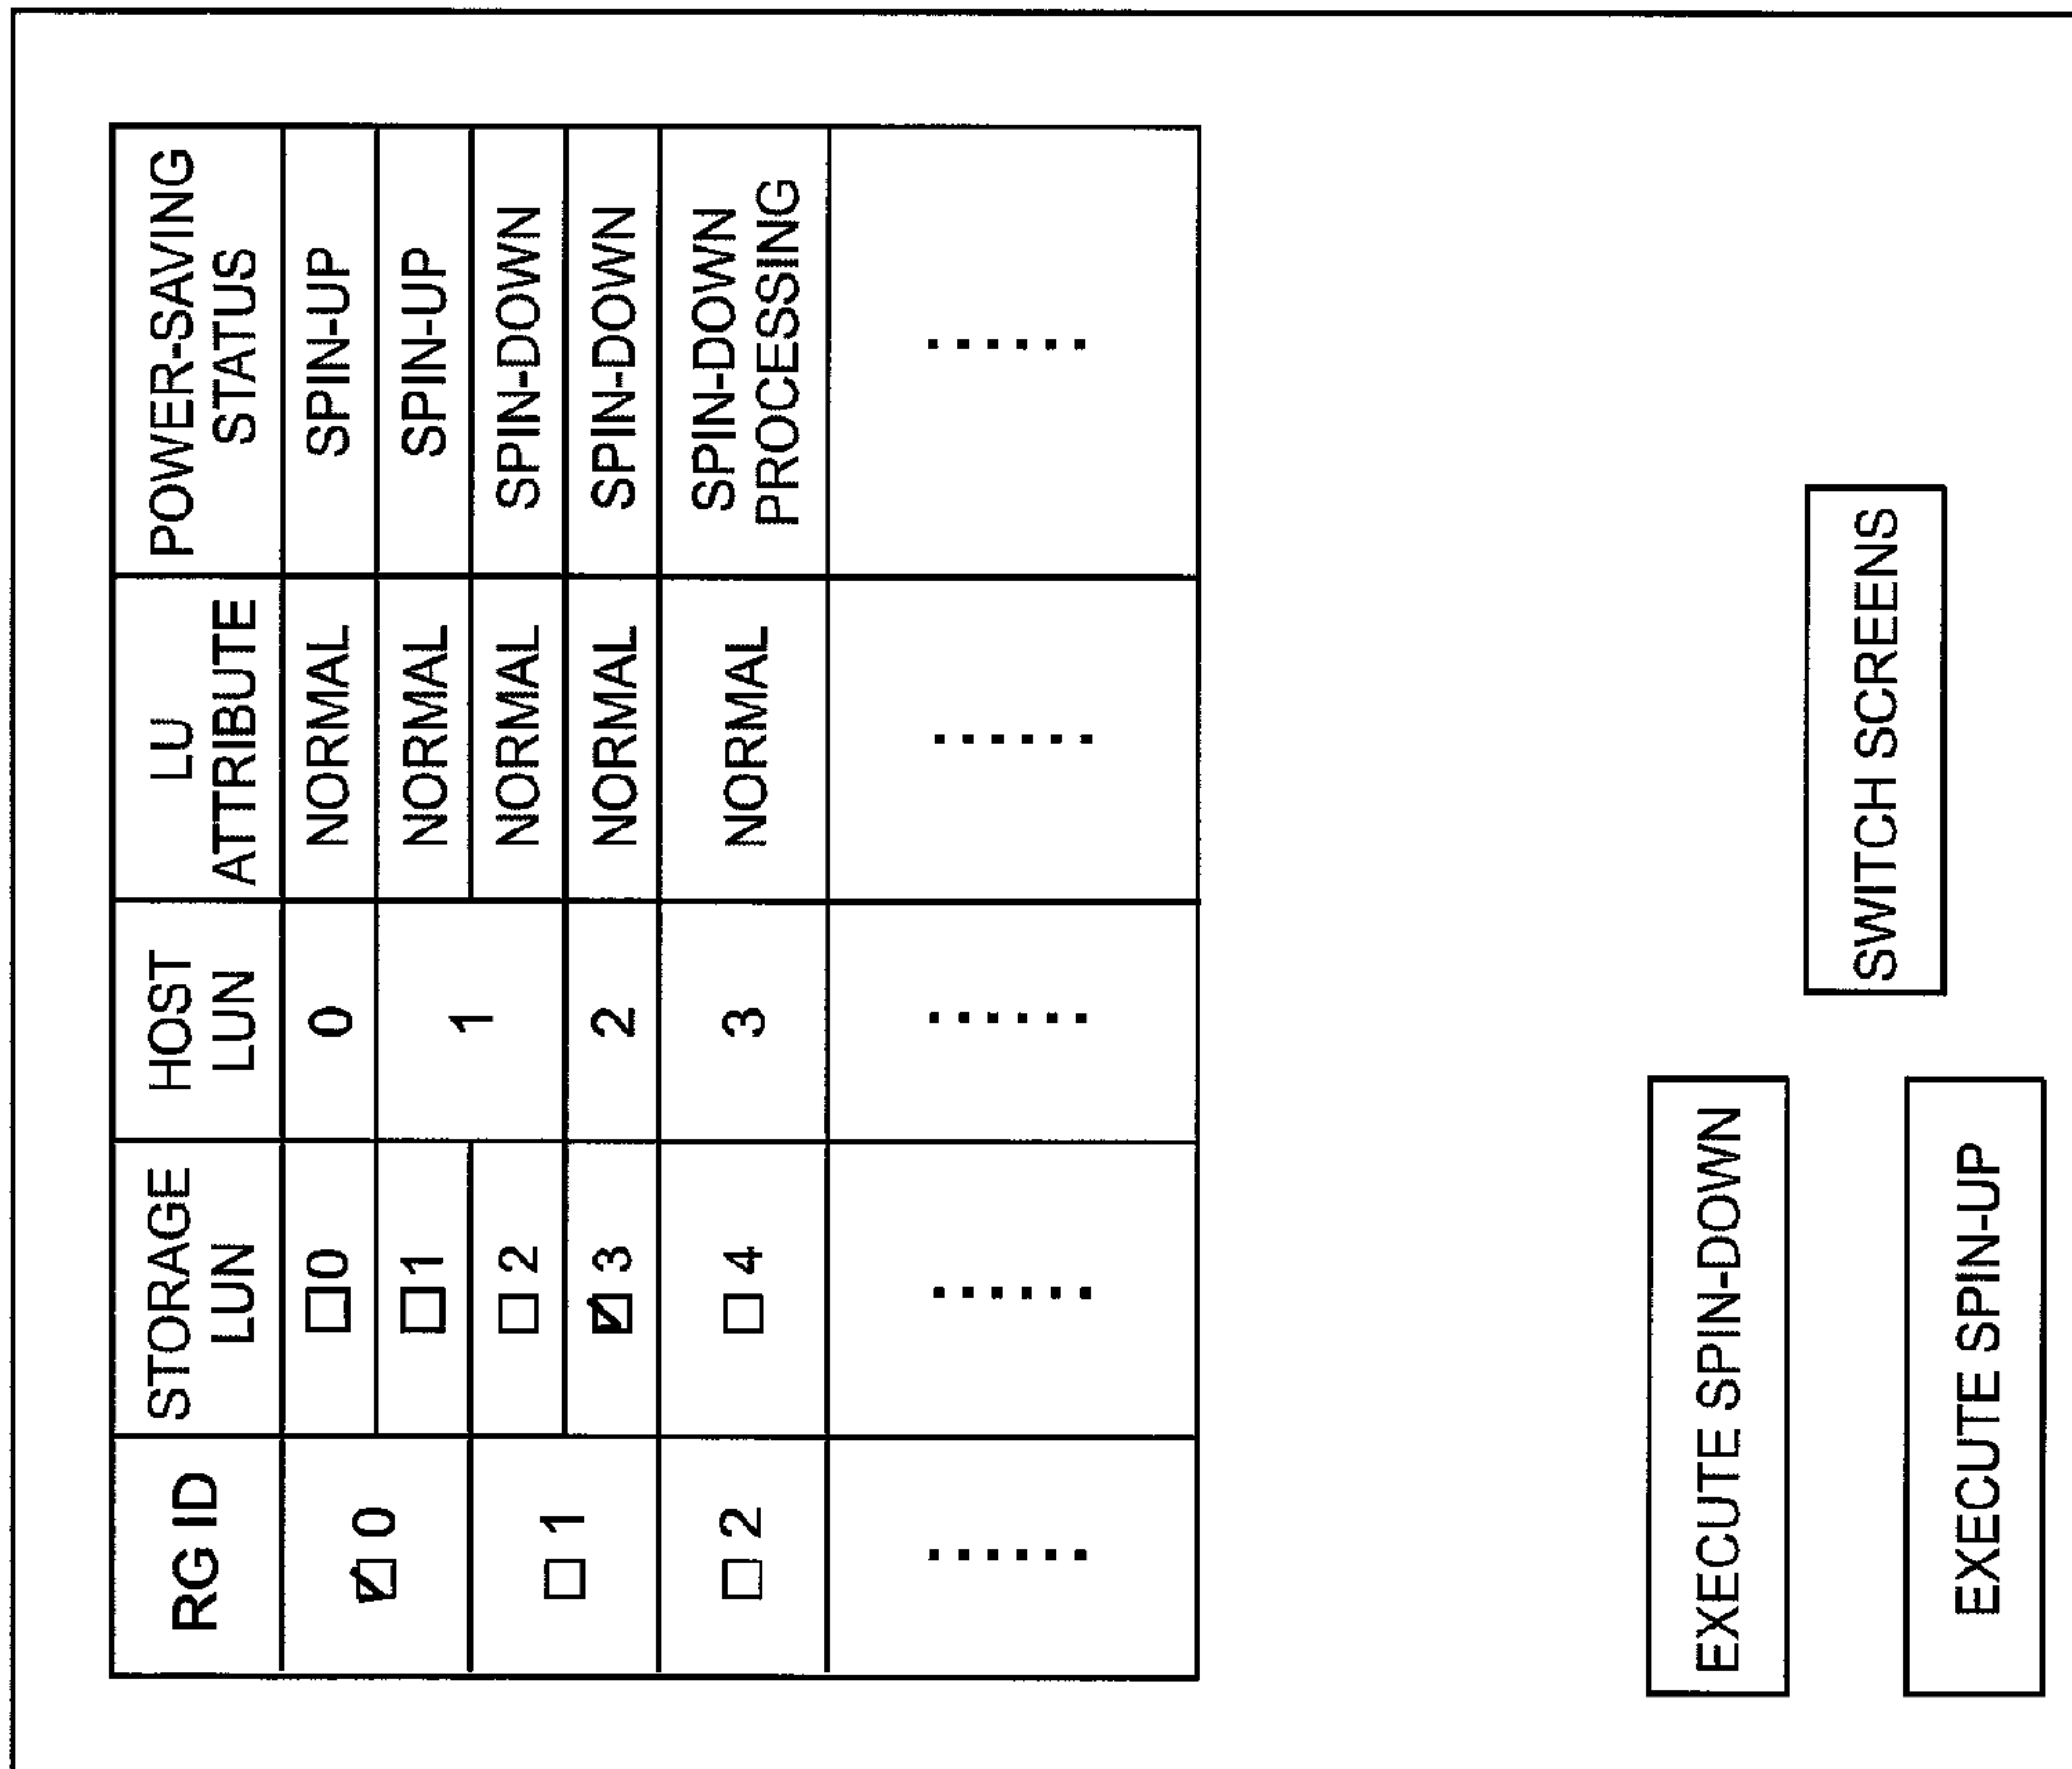 RG ID STORAGE LUN HOST LUN LU ATTRIBUTE POWER-SAVING STATUS
☑ 0 ☐ 0 0 NORMAL SPIN-UP
☐ 1 1 NORMAL SPIN-UP
☐ 1 ☐ 2 NORMAL SPIN-DOWN
☑ 3 2 NORMAL SPIN-DOWN
☐ 2 ☐ 4 3 NORMAL SPIN-DOWN PROCESSING
...... ...... ...... ...... ......
EXECUTE SPIN-DOWN
SWITCH SCREENS
EXECUTE SPIN-UP